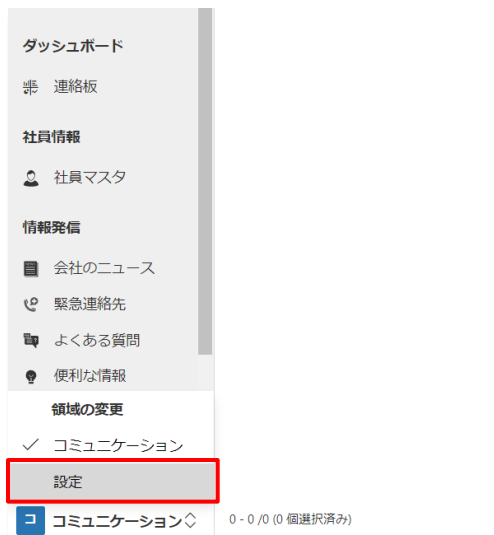 ダッシュボード
連絡板
社員情報
社員マスタ
情報発信
会社のニュース
緊急連絡先
よくある質問
便利な情報
領域の変更
コミュニケーション
設定
コ コミュニケーション
0 - 0 /0 (0 個選択済み)